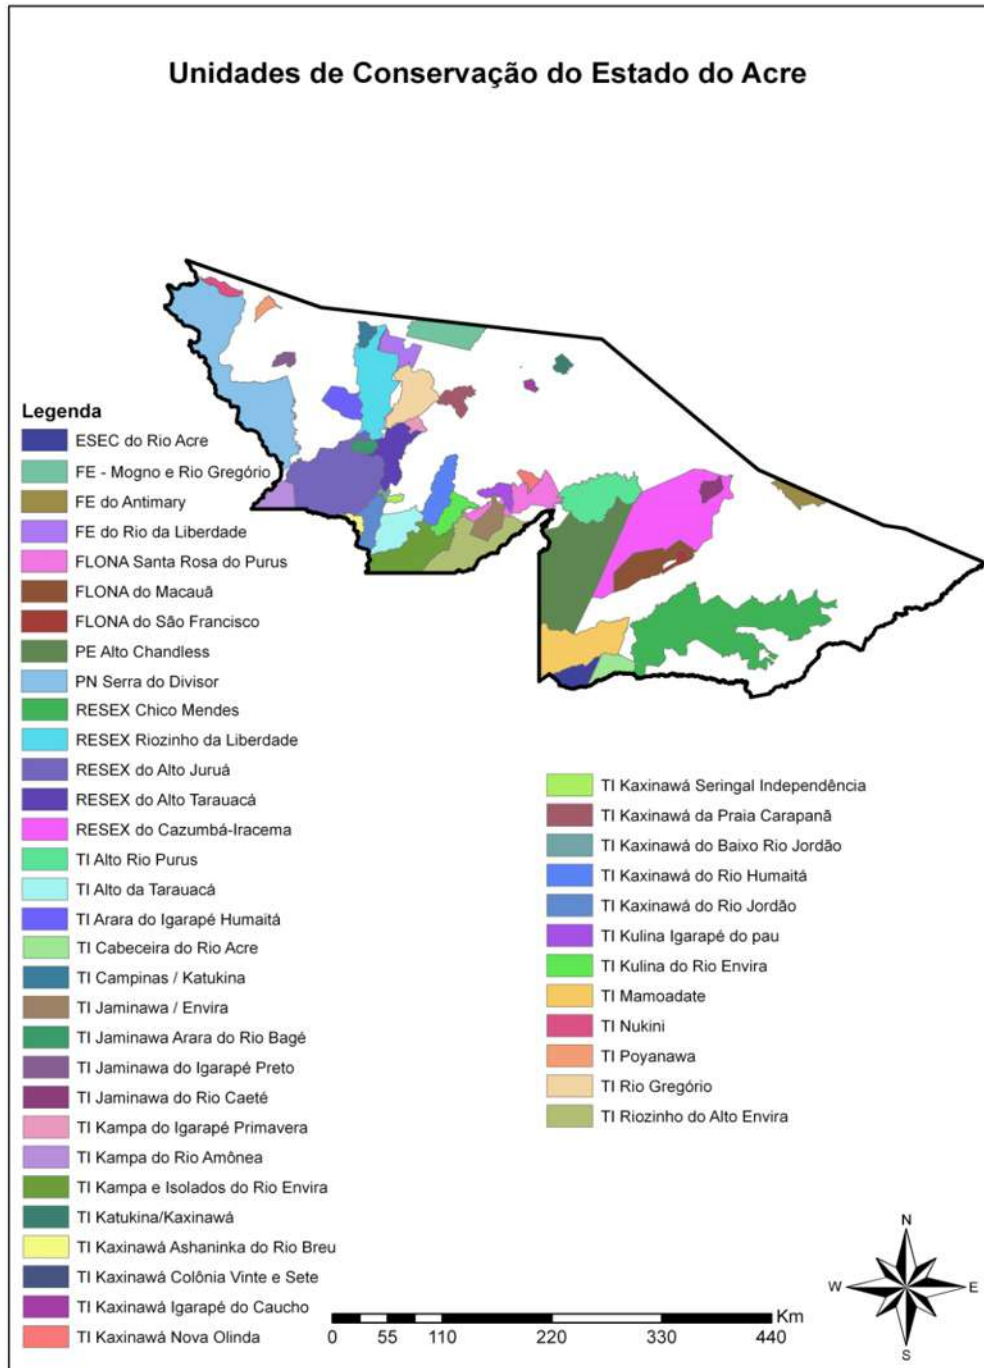 Unidades de Conservação do Estado do Acre
Legenda
ESEC do Rio Acre
FE - Mogno e Rio Gregório
FE do Antimary
FE do Rio da Liberdade
FLONA Santa Rosa do Purus
FLONA do Macauã
FLONA do São Francisco
PE Alto Chandless
PN Serra do Divisor
RESEX Chico Mendes
RESEX Riozinho da Liberdade
RESEX do Alto Juruá
RESEX do Alto Tarauacá
RESEX do Cazumbá-Iracema
TI Alto Rio Purus
TI Alto da Tarauacá
TI Arara do Igarapé Humaitá
TI Cabeceira do Rio Acre
TI Campinas / Katukina
TI Jaminawa / Envira
TI Jaminawa Arara do Rio Bagé
TI Jaminawa do Igarapé Preto
TI Jaminawa do Rio Caeté
TI Kampa do Igarapé Primavera
TI Kampa do Rio Amônea
TI Kampa e Isolados do Rio Envira
TI Katukina/Kaxinawá
TI Kaxinawá Ashaninka do Rio Breu
TI Kaxinawá Colônia Vinte e Sete
TI Kaxinawá Igarapé do Caucho
TI Kaxinawá Nova Olinda
TI Kaxinawá Seringal Independência
TI Kaxinawá da Praia Carapanã
TI Kaxinawá do Baixo Rio Jordão
TI Kaxinawá do Rio Humaitá
TI Kaxinawá do Rio Jordão
TI Kulina Igarapé do pau
TI Kulina do Rio Envira
TI Mamoadate
TI Nukini
TI Poyanawa
TI Rio Gregório
TI Riozinho do Alto Envira
N
W E
S
Km
0 55 110 220 330 440